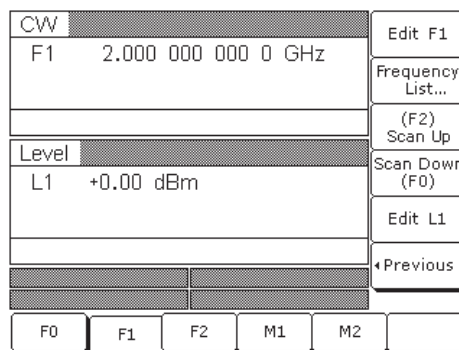 CW
F1 2.000 000 000 0 GHz
Level
L1 +0.00 dBm
Edit F1
Frequency
List...
(F2)
Scan Up
Scan Down
(F0)
Edit L1
Previous
F0 F1 F2 M1 M2